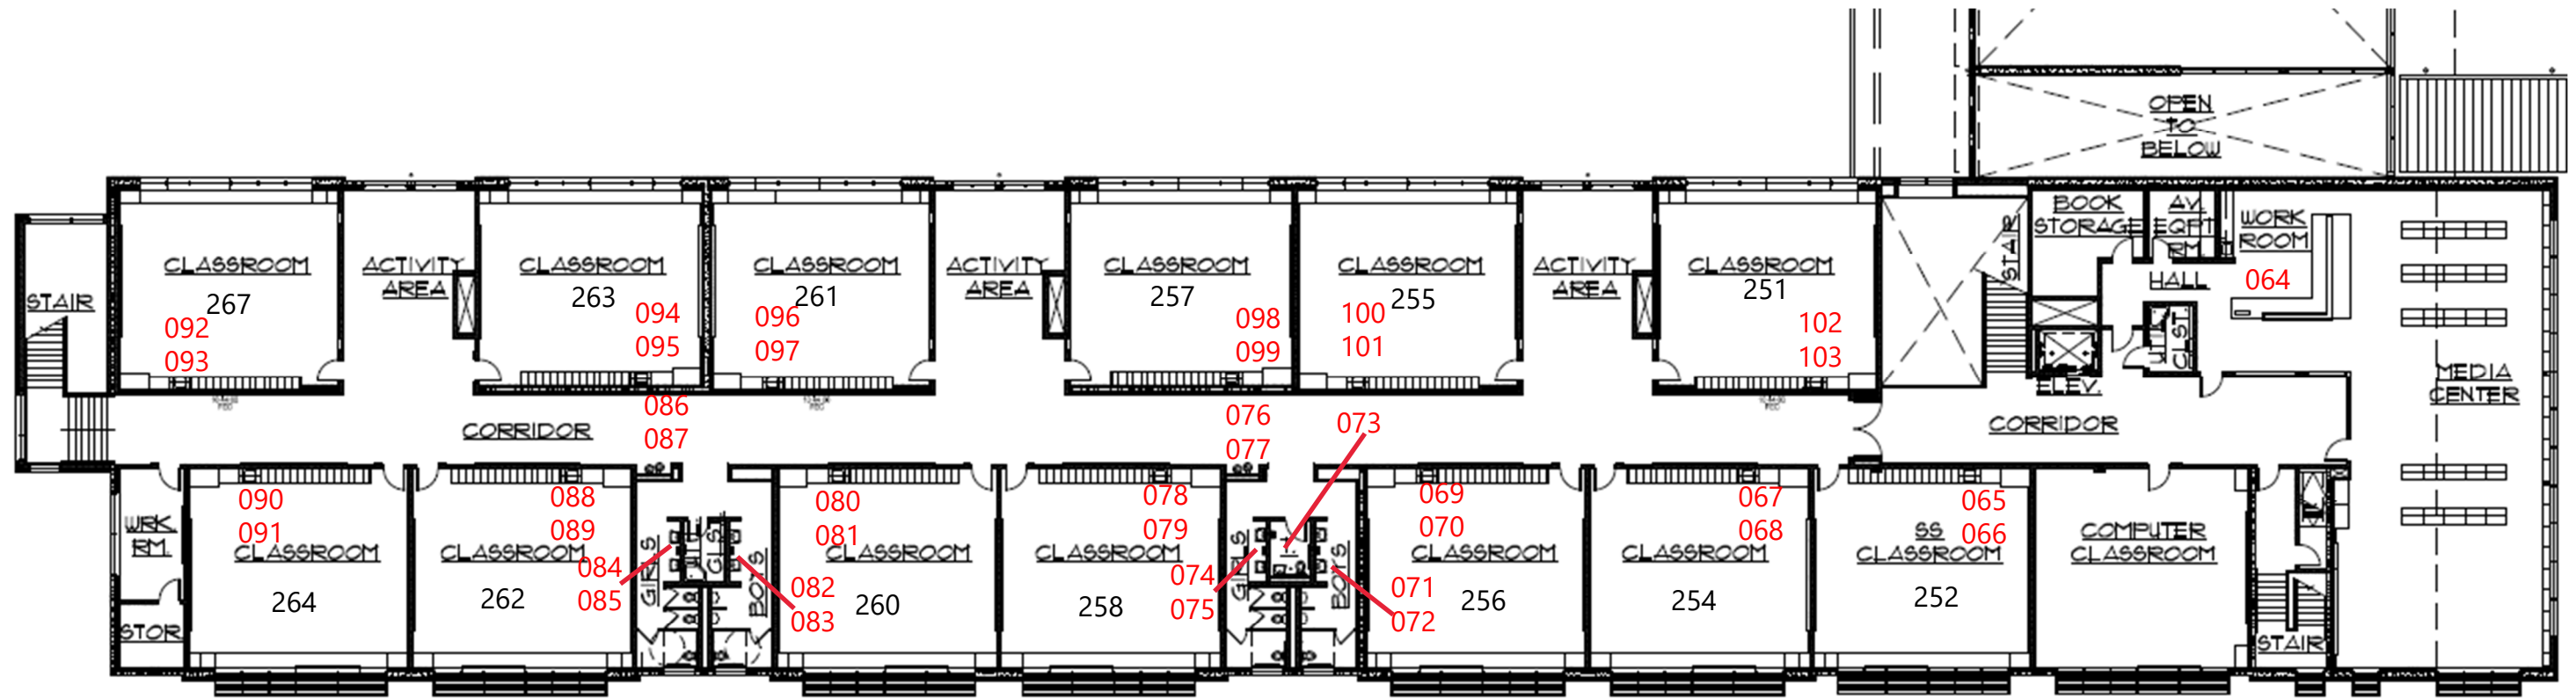 OPEN
TO
BELOW
BOOK
STORAGE
AV.
EQPT
RM.
WORK
ROOM
064
HALL
STAIR
UTIL
CLST.
ELEV.
MEDIA
CENTER
STAIR
CLASSROOM
267
092
093
ACTIVITY
AREA
CLASSROOM
263
094
095
CLASSROOM
261
096
097
ACTIVITY
AREA
CLASSROOM
257
098
099
CLASSROOM
255
100
101
ACTIVITY
AREA
CLASSROOM
251
102
103
CORRIDOR
086
087
076
077
073
CORRIDOR
WRK.
RM.
STOR
090
091
CLASSROOM
264
088
089
CLASSROOM
262
084
085
GIRLS
BOYS
082
083
080
081
CLASSROOM
260
078
079
CLASSROOM
258
074
075
GIRLS
BOYS
071
072
069
070
CLASSROOM
256
067
068
CLASSROOM
254
065
066
SS
CLASSROOM
252
COMPUTER
CLASSROOM
STAIR